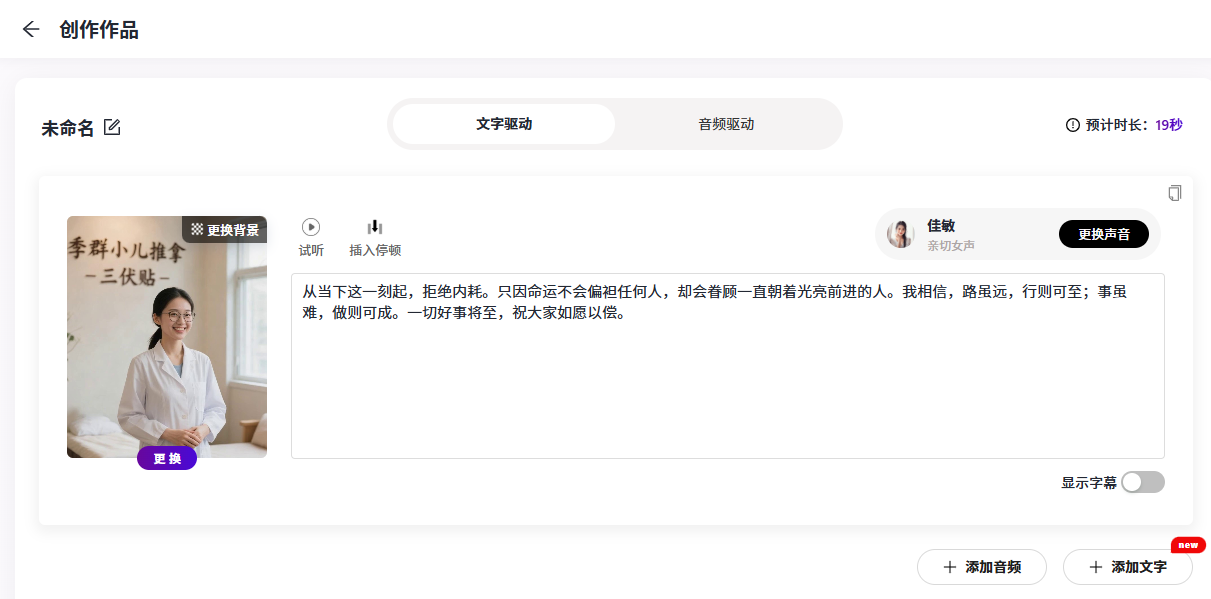 创作作品
未命名
文字驱动
音频驱动
预计时长：19秒
更换背景
季群小儿推拿
–三伏贴–
更换
试听
插入停顿
佳敏
亲切女声
更换声音
从当下这一刻起，拒绝内耗。只因命运不会偏袒任何人，却会眷顾一直朝着光亮前进的人。我相信，路虽远，行则可至；事虽
难，做则可成。一切好事将至，祝大家如愿以偿。
显示字幕
添加音频
添加文字
new